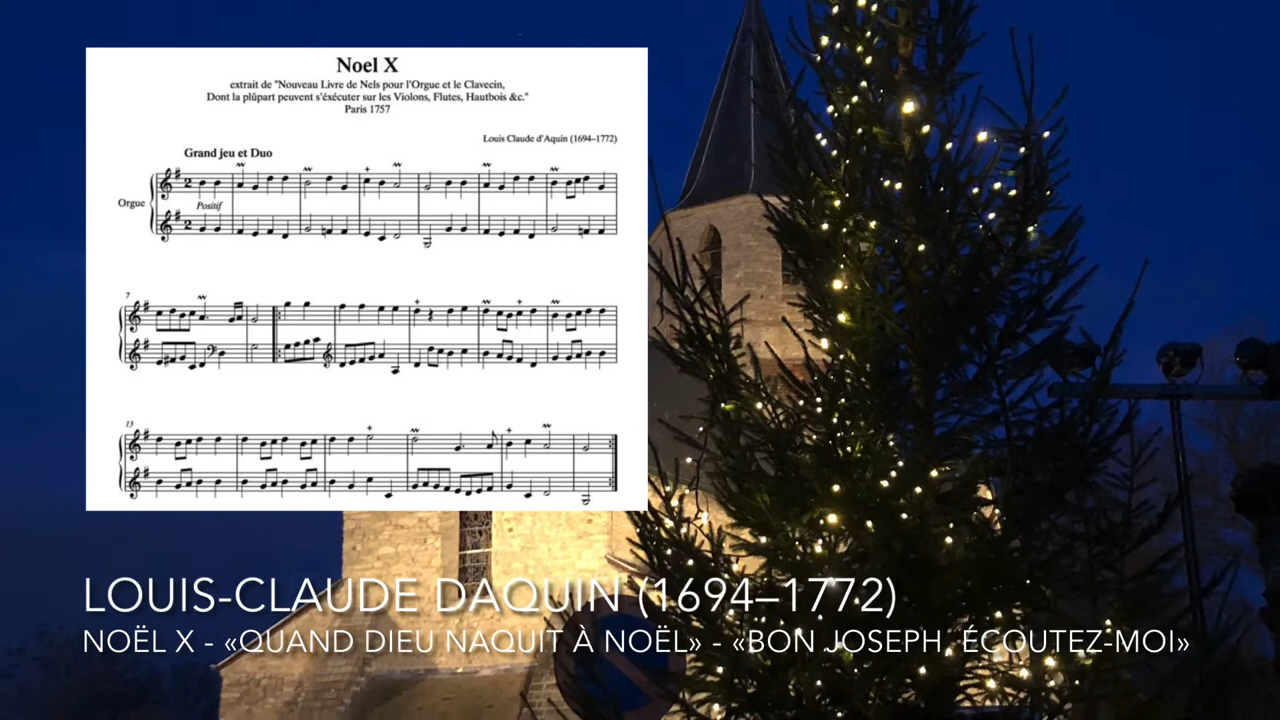 Noel X
extrait de "Nouveau Livre de Nels pour l'Orgue et le Clavecin,
Dont la plûpart peuvent s'éxécuter sur les Violons, Flutes, Hautbois &c."
Paris 1757
Louis Claude d'Aquin (1694–1772)
Grand jeu et Duo
Orgue
Positif
7
13
LOUIS-CLAUDE DAQUIN (1694–1772)
NOËL X - «QUAND DIEU NAQUIT À NOËL» - «BON JOSEPH, ÉCOUTEZ-MOI»